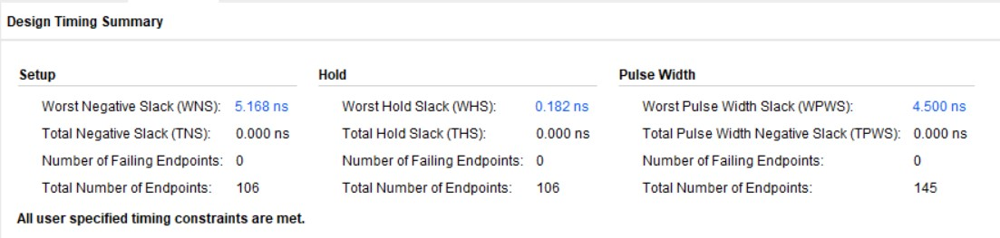 Design Timing Summary
Setup Hold Pulse Width
Worst Negative Slack (WNS): 5.168 ns Worst Hold Slack (WHS): 0.182 ns Worst Pulse Width Slack (WPWS): 4.500 ns
Total Negative Slack (TNS): 0.000 ns Total Hold Slack (THS): 0.000 ns Total Pulse Width Negative Slack (TPWS): 0.000 ns
Number of Failing Endpoints: 0 Number of Failing Endpoints: 0 Number of Failing Endpoints: 0
Total Number of Endpoints: 106 Total Number of Endpoints: 106 Total Number of Endpoints: 145
All user specified timing constraints are met.